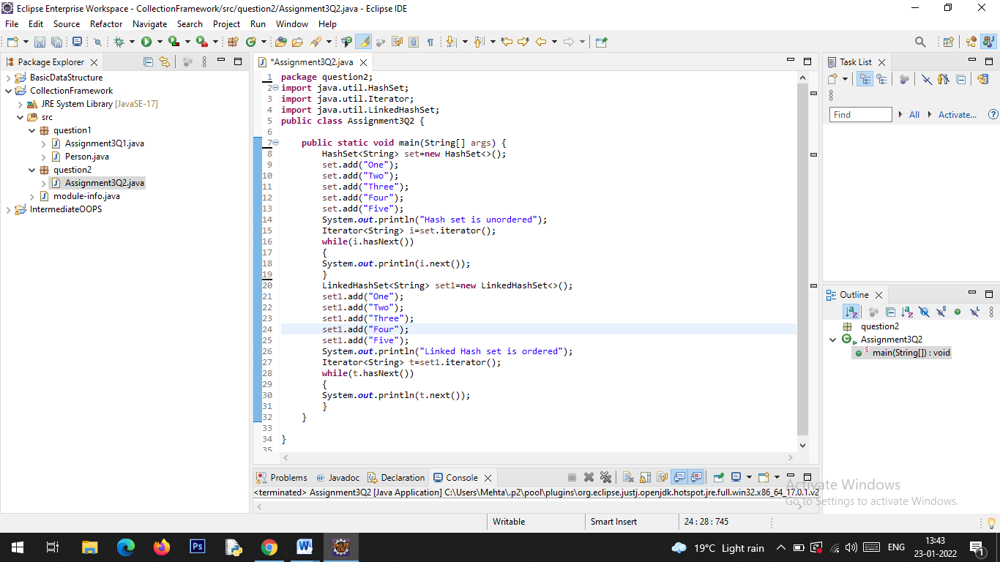 Eclipse Enterprise Workspace - CollectionFramework/src/question2/Assignment3Q2.java - Eclipse IDE
File Edit Source Refactor Navigate Search Project Run Window Help
Package Explorer
BasicDataStructure
CollectionFramework
JRE System Library [JavaSE-17]
src
question1
Assignment3Q1.java
Person.java
question2
Assignment3Q2.java
module-info.java
IntermediateOOPS
*Assignment3Q2.java
1 package question2;
2 import java.util.HashSet;
3 import java.util.Iterator;
4 import java.util.LinkedHashSet;
5 public class Assignment3Q2 {
6
7 public static void main(String[] args) {
8 HashSet<String> set=new HashSet<>();
9 set.add("One");
10 set.add("Two");
11 set.add("Three");
12 set.add("Four");
13 set.add("Five");
14 System.out.println("Hash set is unordered");
15 Iterator<String> i=set.iterator();
16 while(i.hasNext())
17 {
18 System.out.println(i.next());
19 }
20 LinkedHashSet<String> set1=new LinkedHashSet<>();
21 set1.add("One");
22 set1.add("Two");
23 set1.add("Three");
24 set1.add("Four");
25 set1.add("Five");
26 System.out.println("Linked Hash set is ordered");
27 Iterator<String> t=set1.iterator();
28 while(t.hasNext())
29 {
30 System.out.println(t.next());
31 }
32 }
33
34 }
35
Task List
Find All Activate...
Outline
question2
Assignment3Q2
main(String[]) : void
Problems Javadoc Declaration Console
<terminated> Assignment3Q2 [Java Application] C:\Users\Mehta\.p2\pool\plugins\org.eclipse.justj.openjdk.hotspot.jre.full.win32.x86_64_17.0.1.v2
Activate Windows
Go to Settings to activate Windows.
Writable Smart Insert 24 : 28 : 745
19°C Light rain ENG 13:43
23-01-2022
1